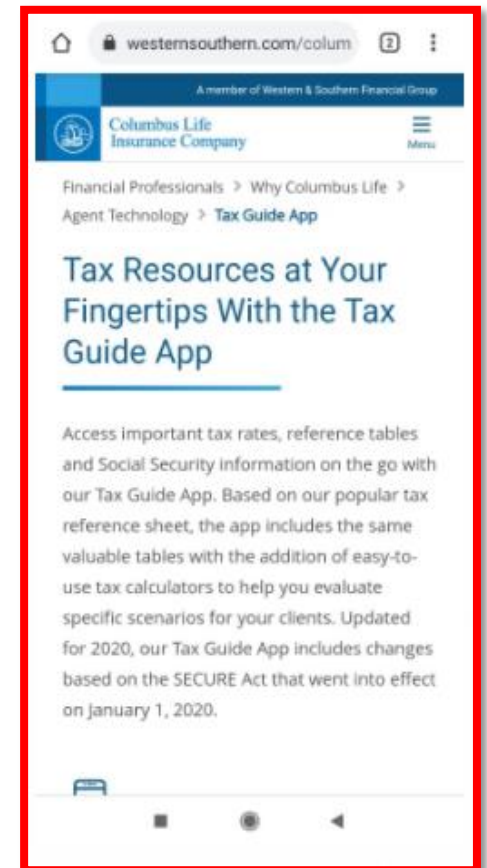 westernsouthern.com/colum 2
A member of Western & Southern Financial Group
Columbus Life
Insurance Company
Menu
Financial Professionals > Why Columbus Life >
Agent Technology > Tax Guide App
Tax Resources at Your
Fingertips With the Tax
Guide App
Access important tax rates, reference tables
and Social Security information on the go with
our Tax Guide App. Based on our popular tax
reference sheet, the app includes the same
valuable tables with the addition of easy-to-
use tax calculators to help you evaluate
specific scenarios for your clients. Updated
for 2020, our Tax Guide App includes changes
based on the SECURE Act that went into effect
on January 1, 2020.